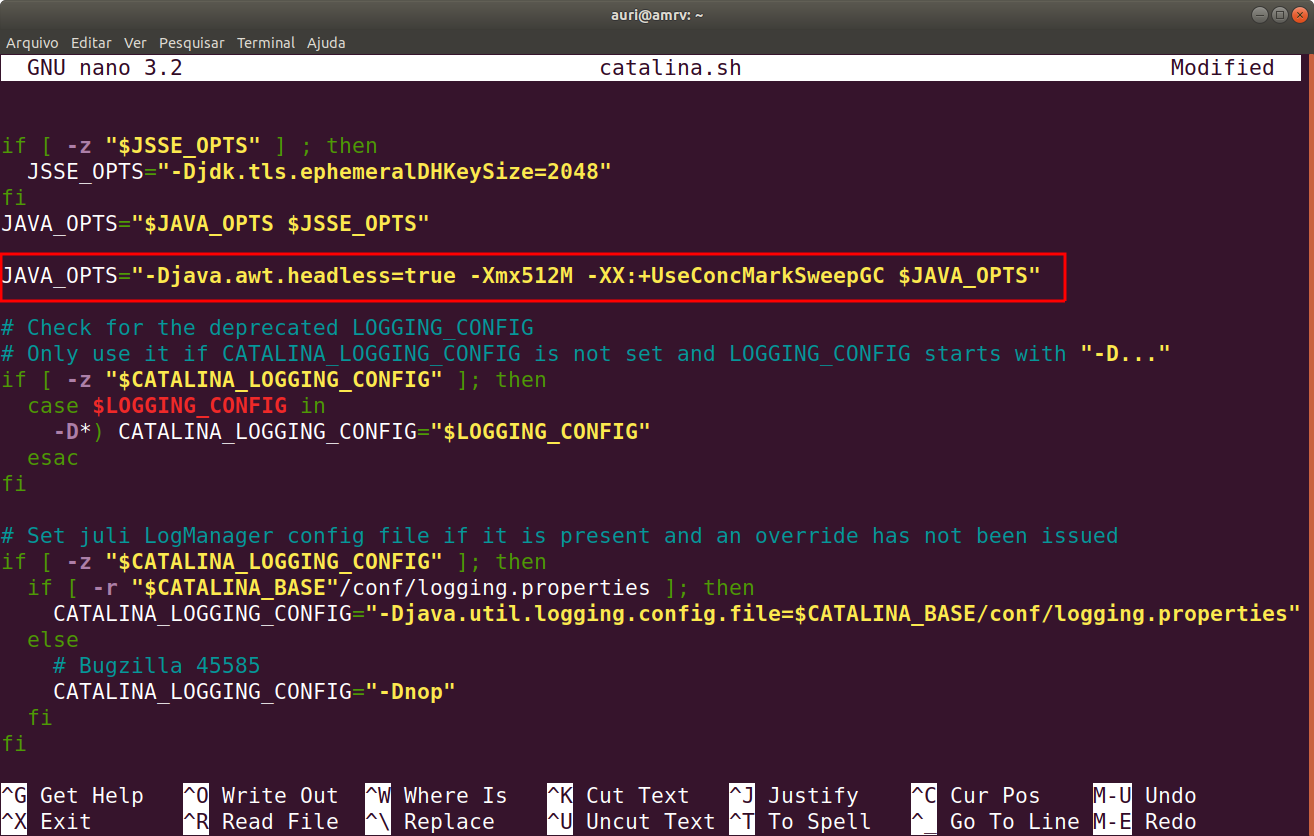 auri@amrv: ~
Arquivo Editar Ver Pesquisar Terminal Ajuda
GNU nano 3.2 catalina.sh Modified
if [ -z "$JSSE_OPTS" ] ; then
  JSSE_OPTS="-Djdk.tls.ephemeralDHKeySize=2048"
fi
JAVA_OPTS="$JAVA_OPTS $JSSE_OPTS"
JAVA_OPTS="-Djava.awt.headless=true -Xmx512M -XX:+UseConcMarkSweepGC $JAVA_OPTS"
# Check for the deprecated LOGGING_CONFIG
# Only use it if CATALINA_LOGGING_CONFIG is not set and LOGGING_CONFIG starts with "-D..."
if [ -z "$CATALINA_LOGGING_CONFIG" ]; then
  case $LOGGING_CONFIG in
    -D*) CATALINA_LOGGING_CONFIG="$LOGGING_CONFIG"
  esac
fi
# Set juli LogManager config file if it is present and an override has not been issued
if [ -z "$CATALINA_LOGGING_CONFIG" ]; then
  if [ -r "$CATALINA_BASE"/conf/logging.properties ]; then
    CATALINA_LOGGING_CONFIG="-Djava.util.logging.config.file=$CATALINA_BASE/conf/logging.properties"
  else
    # Bugzilla 45585
    CATALINA_LOGGING_CONFIG="-Dnop"
  fi
fi
^G Get Help ^O Write Out ^W Where Is ^K Cut Text ^J Justify ^C Cur Pos M-U Undo
^X Exit ^R Read File ^\ Replace ^U Uncut Text ^T To Spell ^_ Go To Line M-E Redo